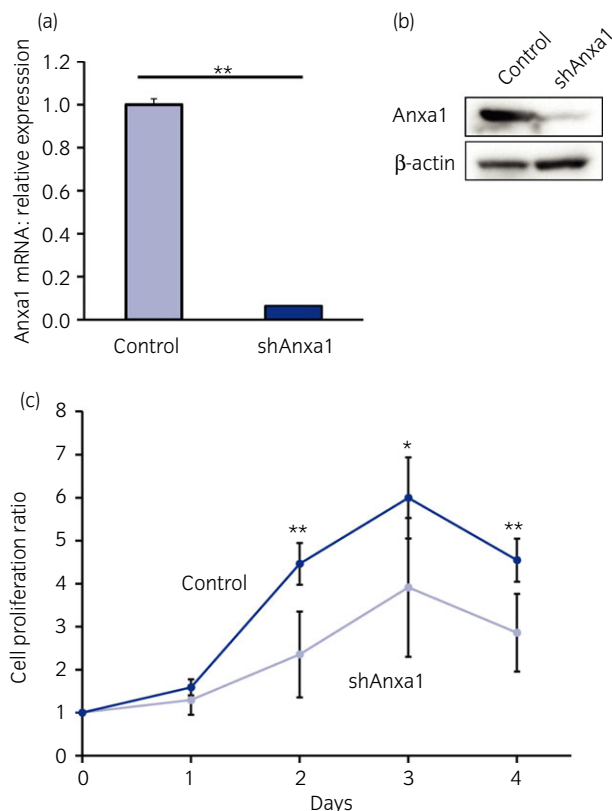 (a)
Anxa1 mRNA: relative expresssion
1.2
1.0
0.8
0.6
0.4
0.2
0.0
**
Control
shAnxa1
(b)
Control
shAnxa1
Anxa1
β-actin
(c)
Cell proliferation ratio
8
7
6
5
4
3
2
1
0
**
*
**
Control
shAnxa1
0 1 2 3 4
Days